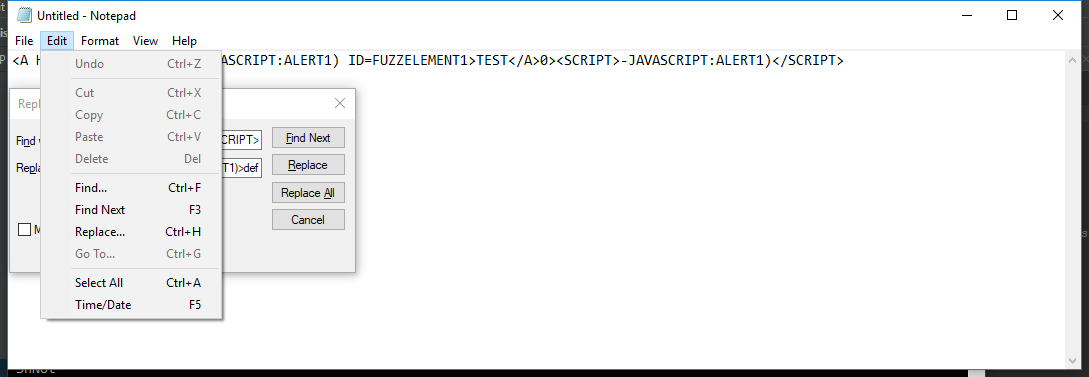 Untitled - Notepad
File Edit Format View Help
<A ASCRIPT:ALERT1) ID=FUZZELEMENT1>TEST</A>0><SCRIPT>-JAVASCRIPT:ALERT1)</SCRIPT>
Undo Ctrl+Z
Cut Ctrl+X
Copy Ctrl+C
Paste Ctrl+V
Delete Del
Find... Ctrl+F
Find Next F3
Replace... Ctrl+H
Go To... Ctrl+G
Select All Ctrl+A
Time/Date F5
Repl
Find CRIPT> Find Next
Repla T1)>def Replace
Replace All
M Cancel